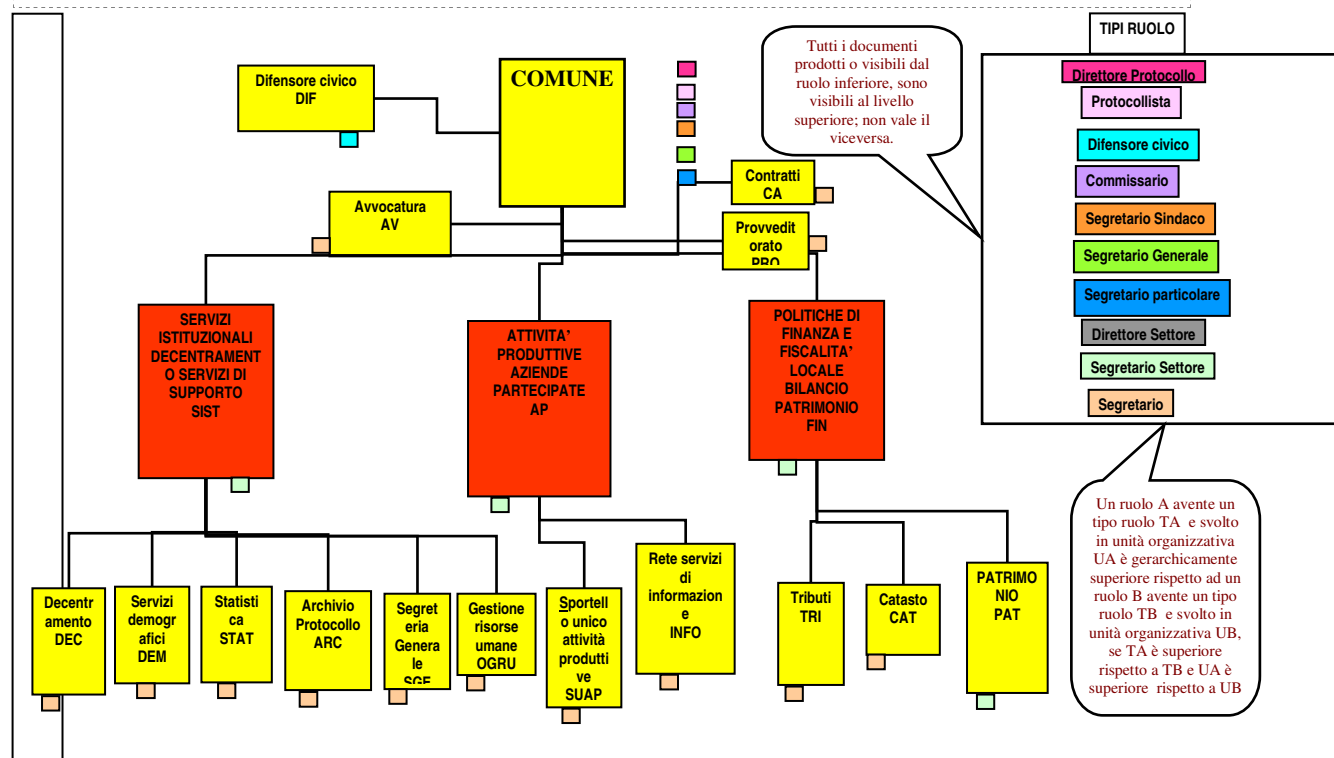 TIPI RUOLO
Tutti i documenti
prodotti o visibili dal
ruolo inferiore, sono
visibili al livello
superiore; non vale il
viceversa.
COMUNE
Difensore civico
DIF
Direttore Protocollo
Protocollista
Difensore civico
Commissario
Segretario Sindaco
Segretario Generale
Segretario particolare
Direttore Settore
Segretario Settore
Segretario
Contratti
CA
Avvocatura
AV
Provvedit
orato
PRO
SERVIZI
ISTITUZIONALI
DECENTRAMENT
O SERVIZI DI
SUPPORTO
SIST
ATTIVITA’
PRODUTTIVE
AZIENDE
PARTECIPATE
AP
POLITICHE DI
FINANZA E
FISCALITA’
LOCALE
BILANCIO
PATRIMONIO
FIN
Un ruolo A avente un
tipo ruolo TA e svolto
in unità organizzativa
UA è gerarchicamente
superiore rispetto ad un
ruolo B avente un tipo
ruolo TB e svolto in
unità organizzativa UB,
se TA è superiore
rispetto a TB e UA è
superiore rispetto a UB
Decentr
amento
DEC
Servizi
demogr
afici
DEM
Statisti
ca
STAT
Archivio
Protocollo
ARC
Segret
eria
Genera
le
SGE
Gestione
risorse
umane
OGRU
Sportell
o unico
attività
produtti
ve
SUAP
Rete servizi
di
informazion
e
INFO
Tributi
TRI
Catasto
CAT
PATRIMO
NIO
PAT